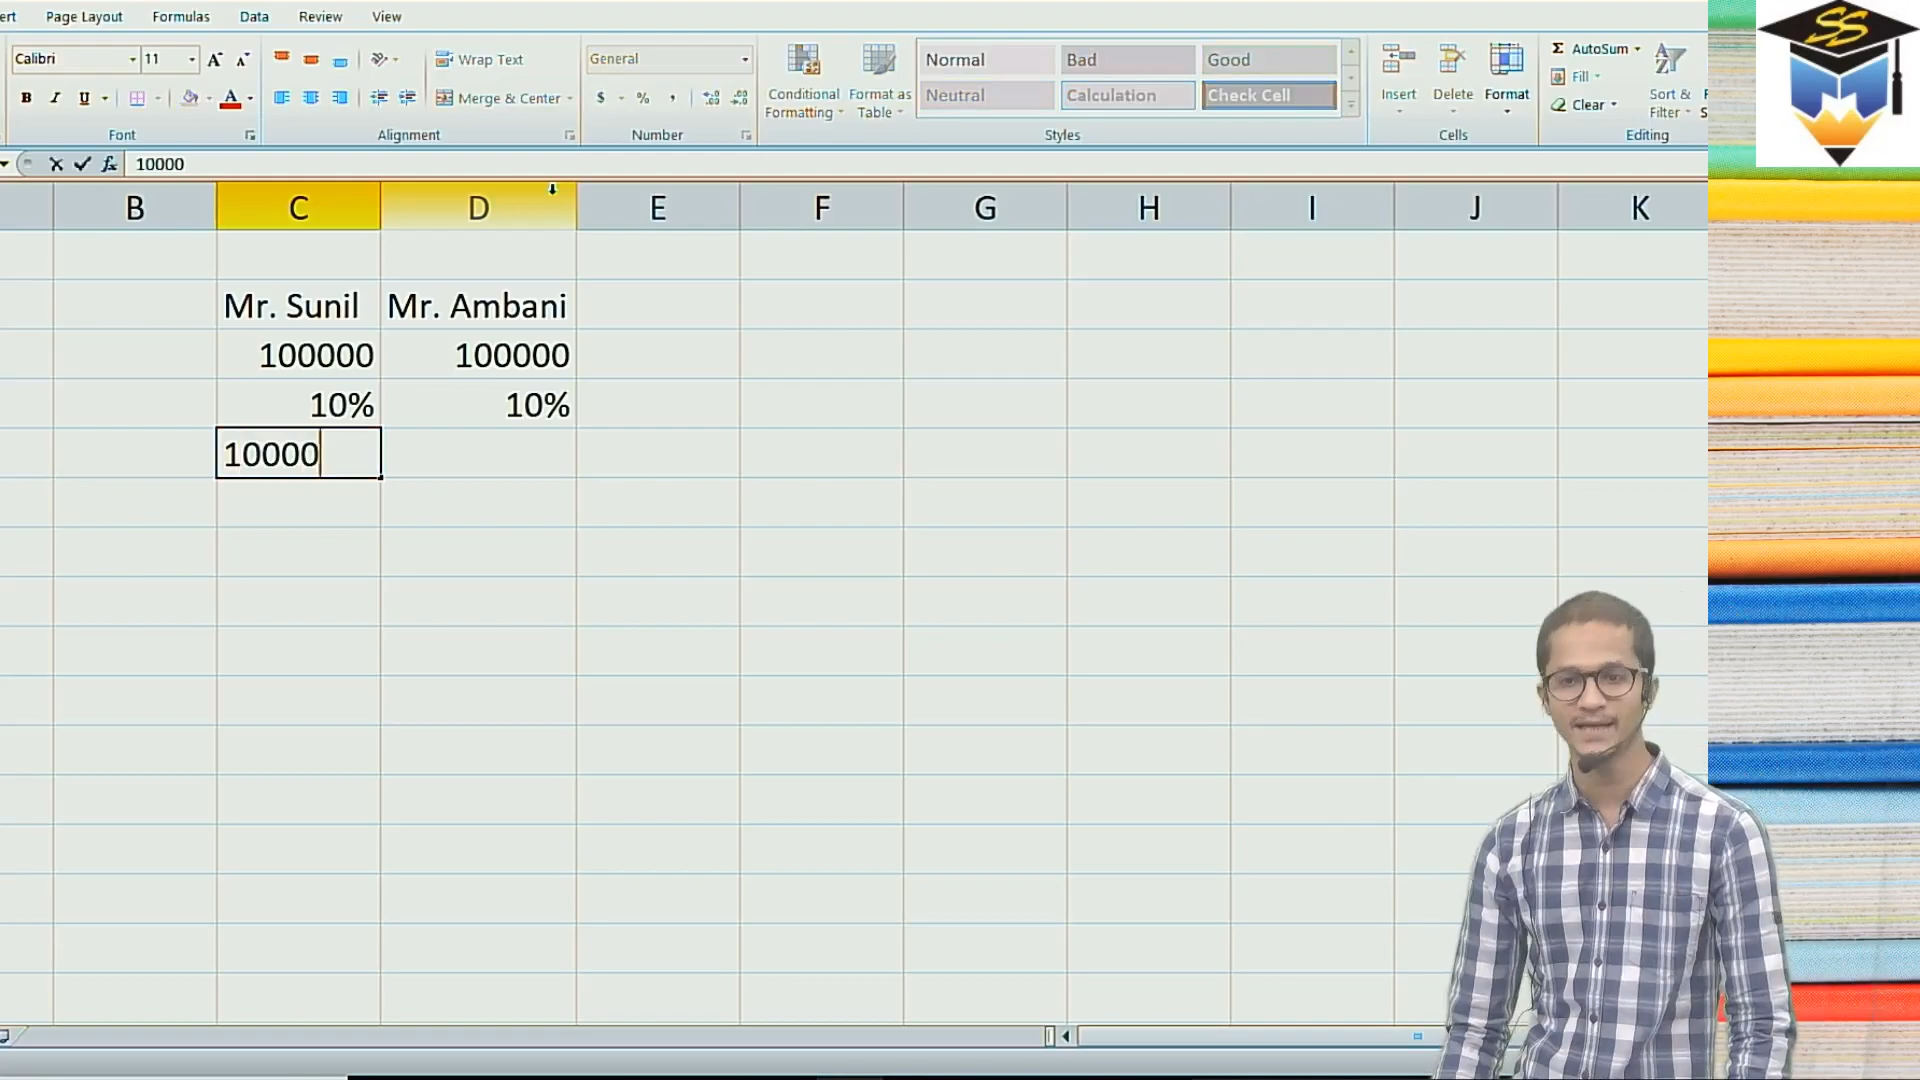 ert Page Layout Formulas Data Review View
Calibri 11 A A Wrap Text General Normal Bad Good Σ AutoSum
Fill
B I U A Merge & Center $ % , Conditional Formatting Format as Table Neutral Calculation Check Cell Insert Delete Format Clear Sort & Filter
Font Alignment Number Styles Cells Editing
fx 10000
B C D E F G H I J K
Mr. Sunil Mr. Ambani
100000 100000
10% 10%
10000
SS